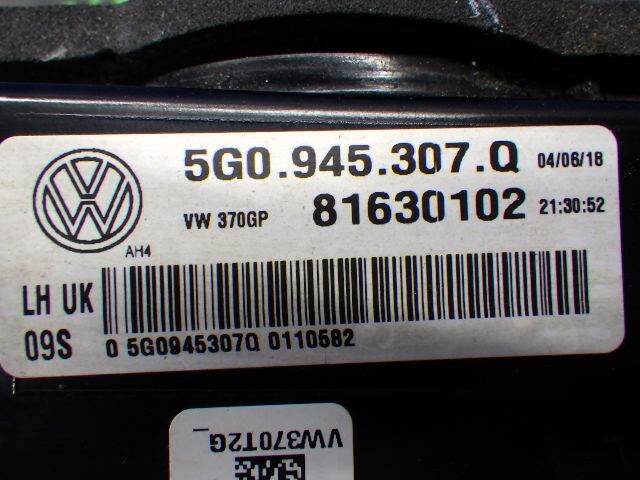 5G0.945.307.Q 04/06/18
VW 370GP 81630102 21:30:52
AH4
LH UK
09S
0 5G0945307Q 0110582
VW370T2G_